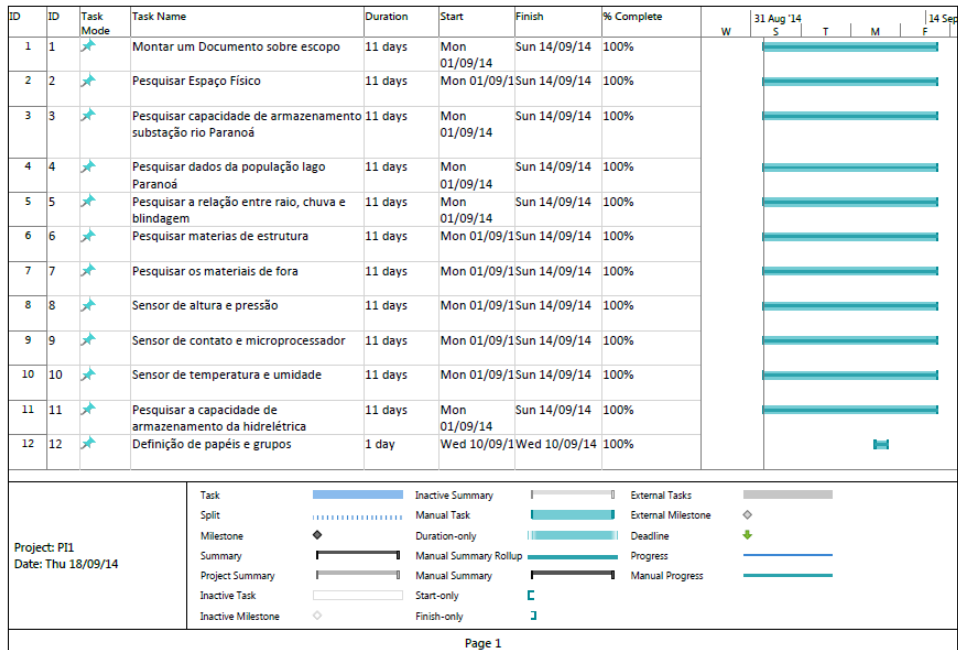 ID ID Task Mode Task Name Duration Start Finish % Complete 31 Aug '14 14 Sep
W S T M F
1 1 Montar um Documento sobre escopo 11 days Mon 01/09/14 Sun 14/09/14 100%
2 2 Pesquisar Espaço Físico 11 days Mon 01/09/1 Sun 14/09/14 100%
3 3 Pesquisar capacidade de armazenamento 11 days Mon 01/09/14 Sun 14/09/14 100%
substação rio Paranoá
4 4 Pesquisar dados da população lago 11 days Mon 01/09/14 Sun 14/09/14 100%
Paranoá
5 5 Pesquisar a relação entre raio, chuva e 11 days Mon 01/09/14 Sun 14/09/14 100%
blindagem
6 6 Pesquisar materias de estrutura 11 days Mon 01/09/1 Sun 14/09/14 100%
7 7 Pesquisar os materiais de fora 11 days Mon 01/09/1 Sun 14/09/14 100%
8 8 Sensor de altura e pressão 11 days Mon 01/09/1 Sun 14/09/14 100%
9 9 Sensor de contato e microprocessador 11 days Mon 01/09/1 Sun 14/09/14 100%
10 10 Sensor de temperatura e umidade 11 days Mon 01/09/1 Sun 14/09/14 100%
11 11 Pesquisar a capacidade de 11 days Mon 01/09/14 Sun 14/09/14 100%
armazenamento da hidrelétrica
12 12 Definição de papéis e grupos 1 day Wed 10/09/1 Wed 10/09/14 100%
Project: PI1
Date: Thu 18/09/14
Task Inactive Summary External Tasks
Split Manual Task External Milestone
Milestone Duration-only Deadline
Summary Manual Summary Rollup Progress
Project Summary Manual Summary Manual Progress
Inactive Task Start-only
Inactive Milestone Finish-only
Page 1